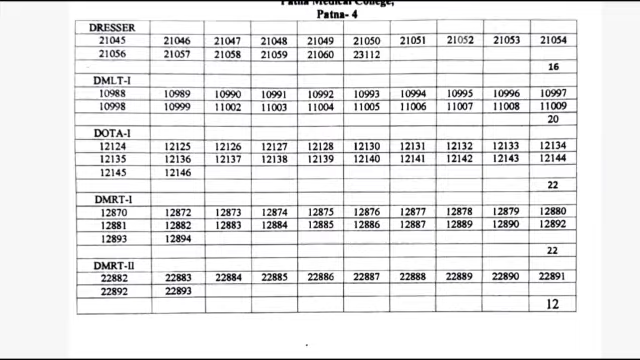 Patna Medical College,
Patna- 4
DRESSER
21045 21046 21047 21048 21049 21050 21051 21052 21053 21054
21056 21057 21058 21059 21060 23112
16
DMLT-I
10988 10989 10990 10991 10992 10993 10994 10995 10996 10997
10998 10999 11002 11003 11004 11005 11006 11007 11008 11009
20
DOTA-I
12124 12125 12126 12127 12128 12130 12131 12132 12133 12134
12135 12136 12137 12138 12139 12140 12141 12142 12143 12144
12145 12146
22
DMRT-I
12870 12872 12873 12874 12875 12876 12877 12878 12879 12880
12881 12882 12883 12884 12885 12886 12887 12889 12890 12892
12893 12894
22
DMRT-II
22882 22883 22884 22885 22886 22887 22888 22889 22890 22891
22892 22893
12